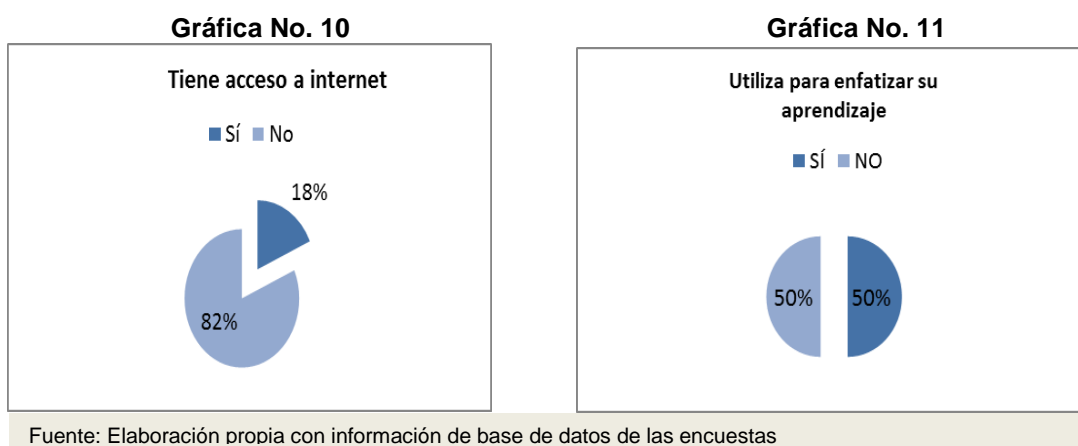 Gráfica No. 10
Tiene acceso a internet
Sí No
18%
82%
Gráfica No. 11
Utiliza para enfatizar su
aprendizaje
SÍ NO
50% 50%
Fuente: Elaboración propia con información de base de datos de las encuestas